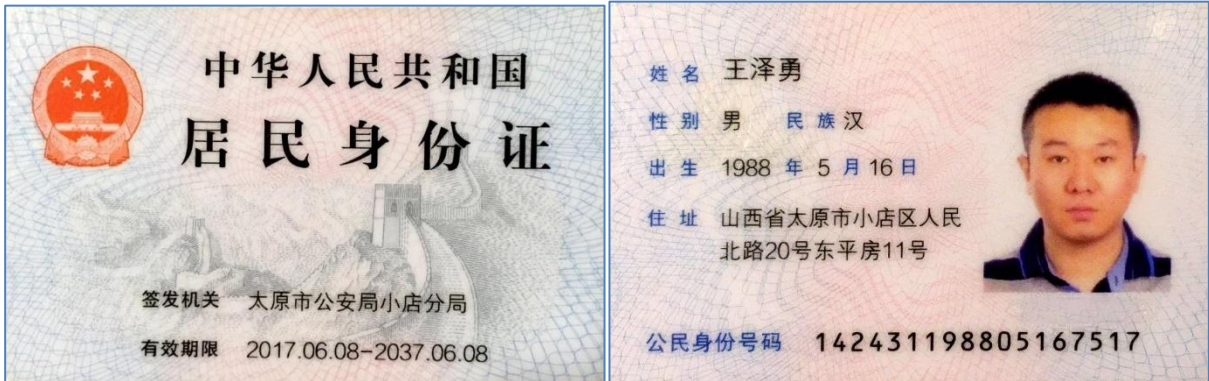 中华人民共和国
居民身份证
签发机关 太原市公安局小店分局
有效期限 2017.06.08-2037.06.08
姓名 王泽勇
性别 男 民族 汉
出生 1988 年 5 月 16 日
住址 山西省太原市小店区人民
北路20号东平房11号
公民身份号码 142431198805167517